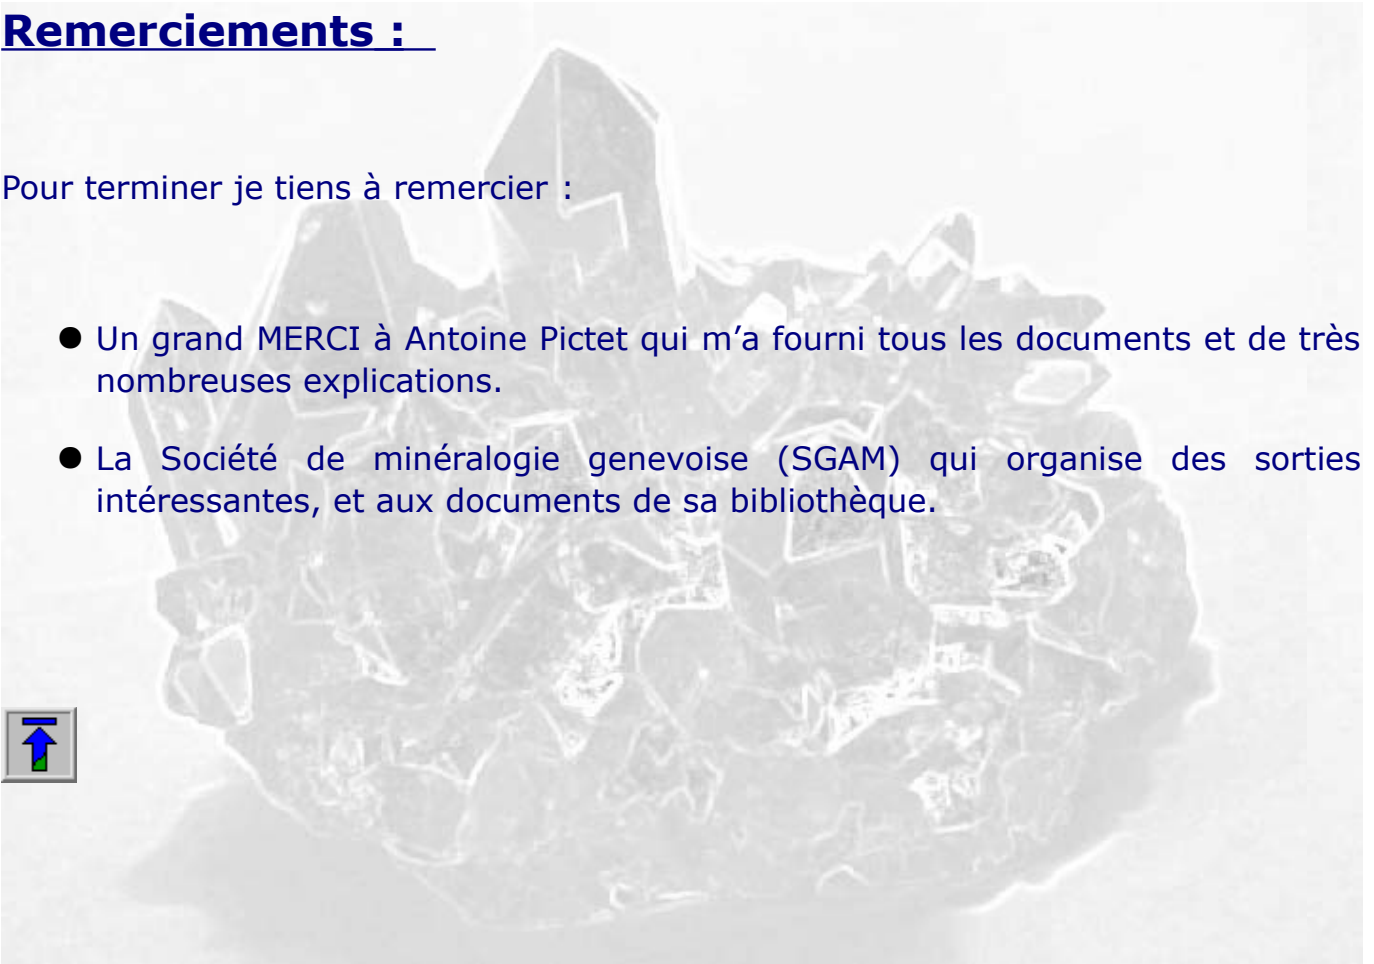 Remerciements :
Pour terminer je tiens à remercier :
● Un grand MERCI à Antoine Pictet qui m’a fourni tous les documents et de très
nombreuses explications.
● La Société de minéralogie genevoise (SGAM) qui organise des sorties
intéressantes, et aux documents de sa bibliothèque.